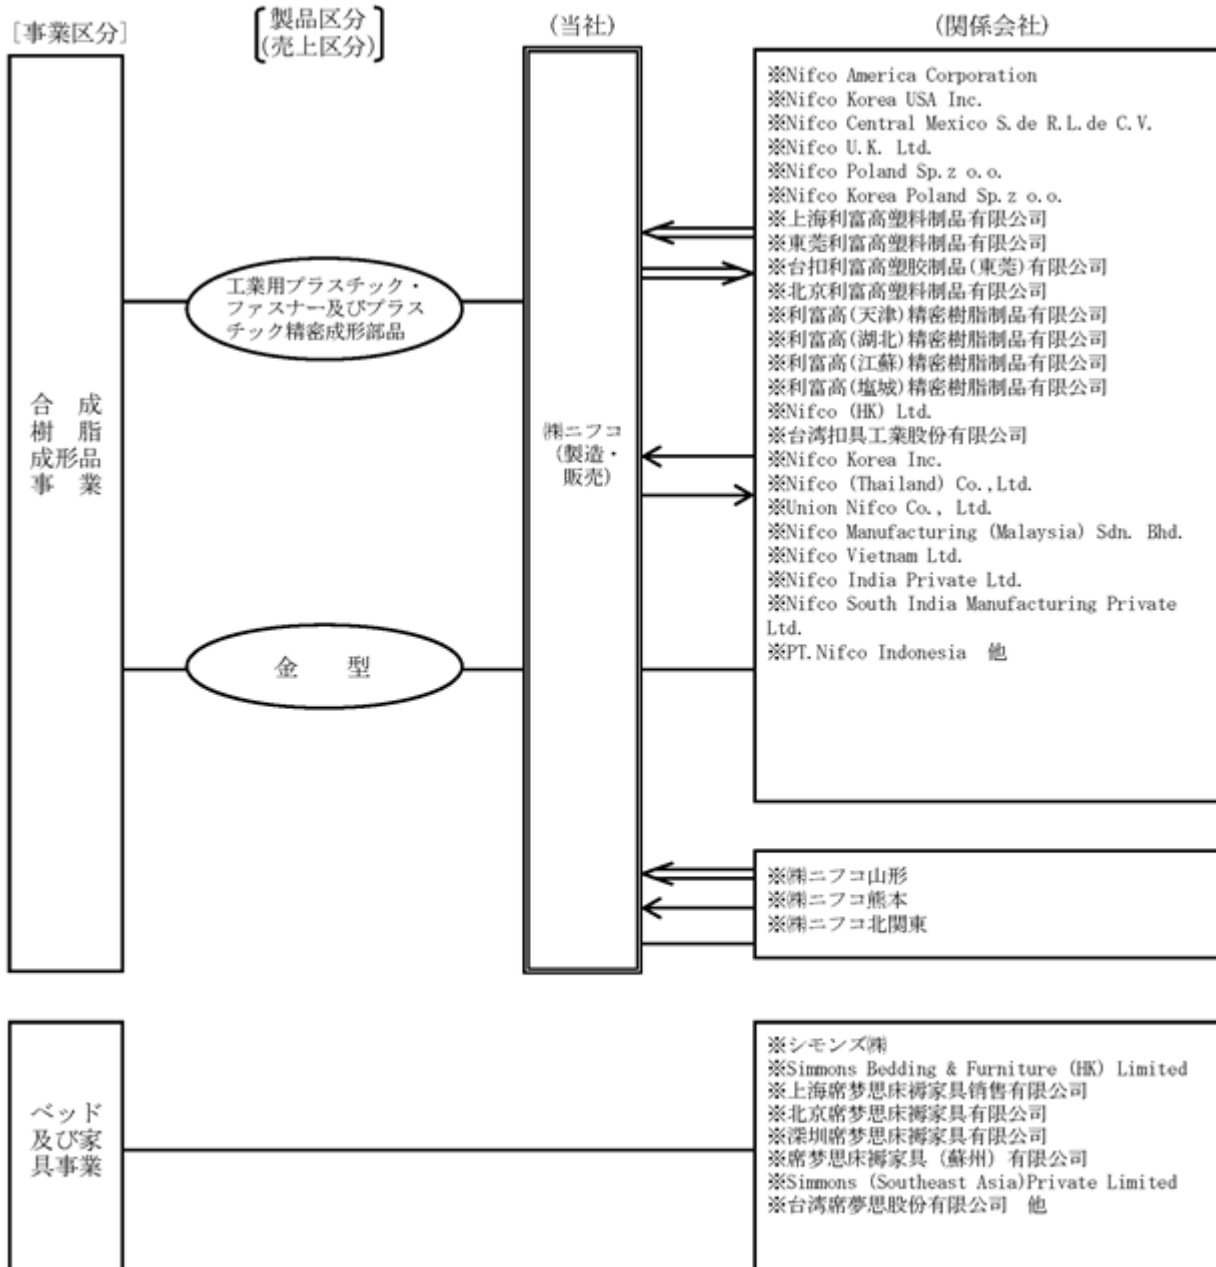 [事業区分]
製品区分
(売上区分)
(当社)
(関係会社)
合成
樹脂
成形品
事業
工業用プラスチック・
ファスナー及びプラス
チック精密成形部品
金型
㈱ニフコ
(製造・
販売)
※Nifco America Corporation
※Nifco Korea USA Inc.
※Nifco Central Mexico S.de R.L.de C.V.
※Nifco U.K. Ltd.
※Nifco Poland Sp.z o.o.
※Nifco Korea Poland Sp.z o.o.
※上海利富高塑料制品有限公司
※東莞利富高塑料制品有限公司
※台扣利富高塑胶制品(東莞)有限公司
※北京利富高塑料制品有限公司
※利富高(天津)精密樹脂制品有限公司
※利富高(湖北)精密樹脂制品有限公司
※利富高(江蘇)精密樹脂制品有限公司
※利富高(塩城)精密樹脂制品有限公司
※Nifco (HK) Ltd.
※台湾扣具工業股份有限公司
※Nifco Korea Inc.
※Nifco (Thailand) Co.,Ltd.
※Union Nifco Co., Ltd.
※Nifco Manufacturing (Malaysia) Sdn. Bhd.
※Nifco Vietnam Ltd.
※Nifco India Private Ltd.
※Nifco South India Manufacturing Private
Ltd.
※PT.Nifco Indonesia 他
※㈱ニフコ山形
※㈱ニフコ熊本
※㈱ニフコ北関東
ベッド
及び家
具事業
※シモンズ㈱
※Simmons Bedding & Furniture (HK) Limited
※上海席梦思床褥家具销售有限公司
※北京席梦思床褥家具有限公司
※深圳席梦思床褥家具有限公司
※席梦思床褥家具（蘇州）有限公司
※Simmons (Southeast Asia)Private Limited
※台湾席夢思股份有限公司 他